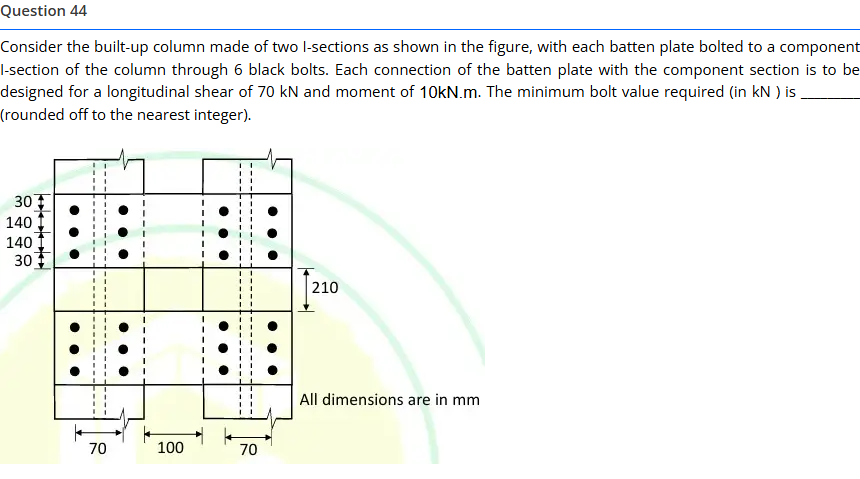 Question 44
Consider the built-up column made of two I-sections as shown in the figure, with each batten plate bolted to a component
I-section of the column through 6 black bolts. Each connection of the batten plate with the component section is to be
designed for a longitudinal shear of 70 kN and moment of 10kN.m. The minimum bolt value required (in kN ) is ________
(rounded off to the nearest integer).
30
140
140
30
210
All dimensions are in mm
70
100
70